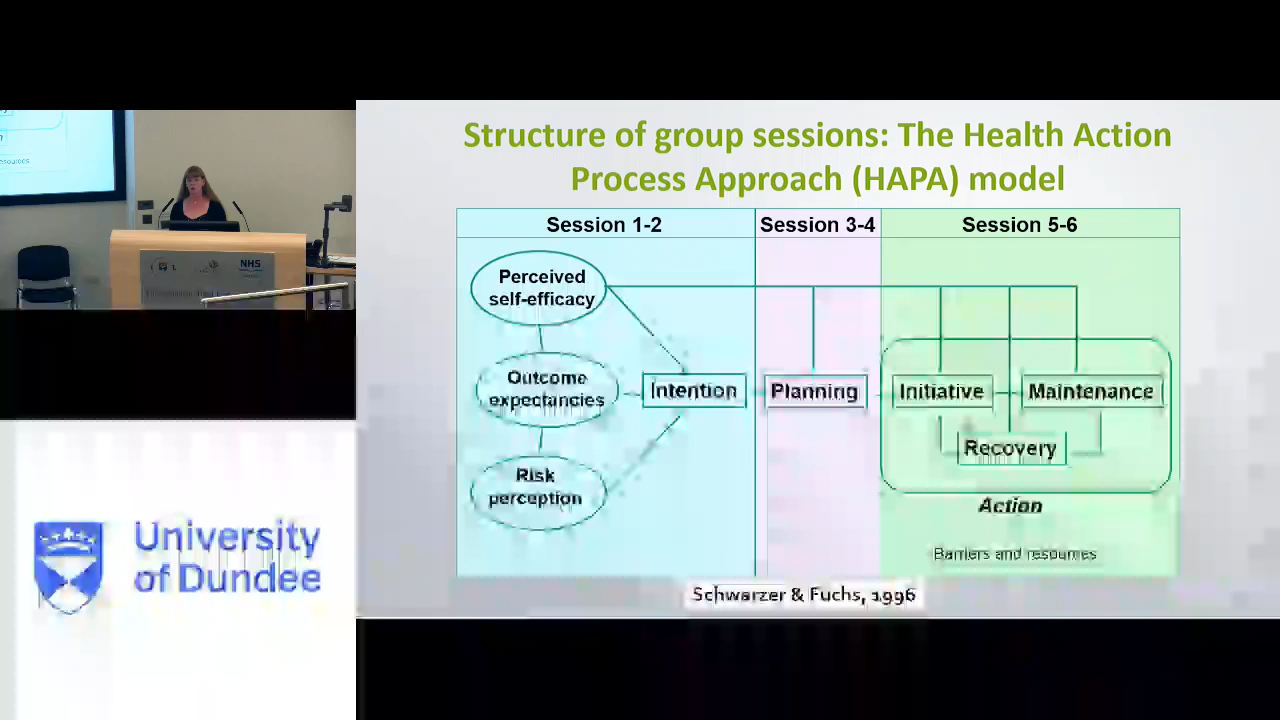 Structure of group sessions: The Health Action
Process Approach (HAPA) model
Session 1-2
Session 3-4
Session 5-6
Perceived
self-efficacy
Outcome
expectancies
Risk
perception
Intention
Planning
Initiative
Maintenance
Recovery
Action
Barriers and resources
Schwarzer & Fuchs, 1996
University
of Dundee
NHS